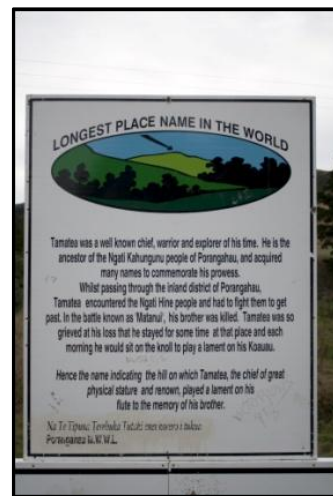 LONGEST PLACE NAME IN THE WORLD
Tamatea was a well known chief, warrior and explorer of his time. He is the
ancestor of the Ngati Kahungunu people of Porangahau, and acquired
many names to commemorate his prowess.
Whilst passing through the inland district of Porangahau,
Tamatea encountered the Ngati Hine people and had to fight them to get
past. In the battle known as 'Matanui', his brother was killed. Tamatea was so
grieved at his loss that he stayed for some time at that place and each
morning he would sit on the knoll to play a lament on his Koauau.
Hence the name indicating the hill on which Tamatea, the chief of great
physical stature and renown, played a lament on his
flute to the memory of his brother.
Na Te Tipuna